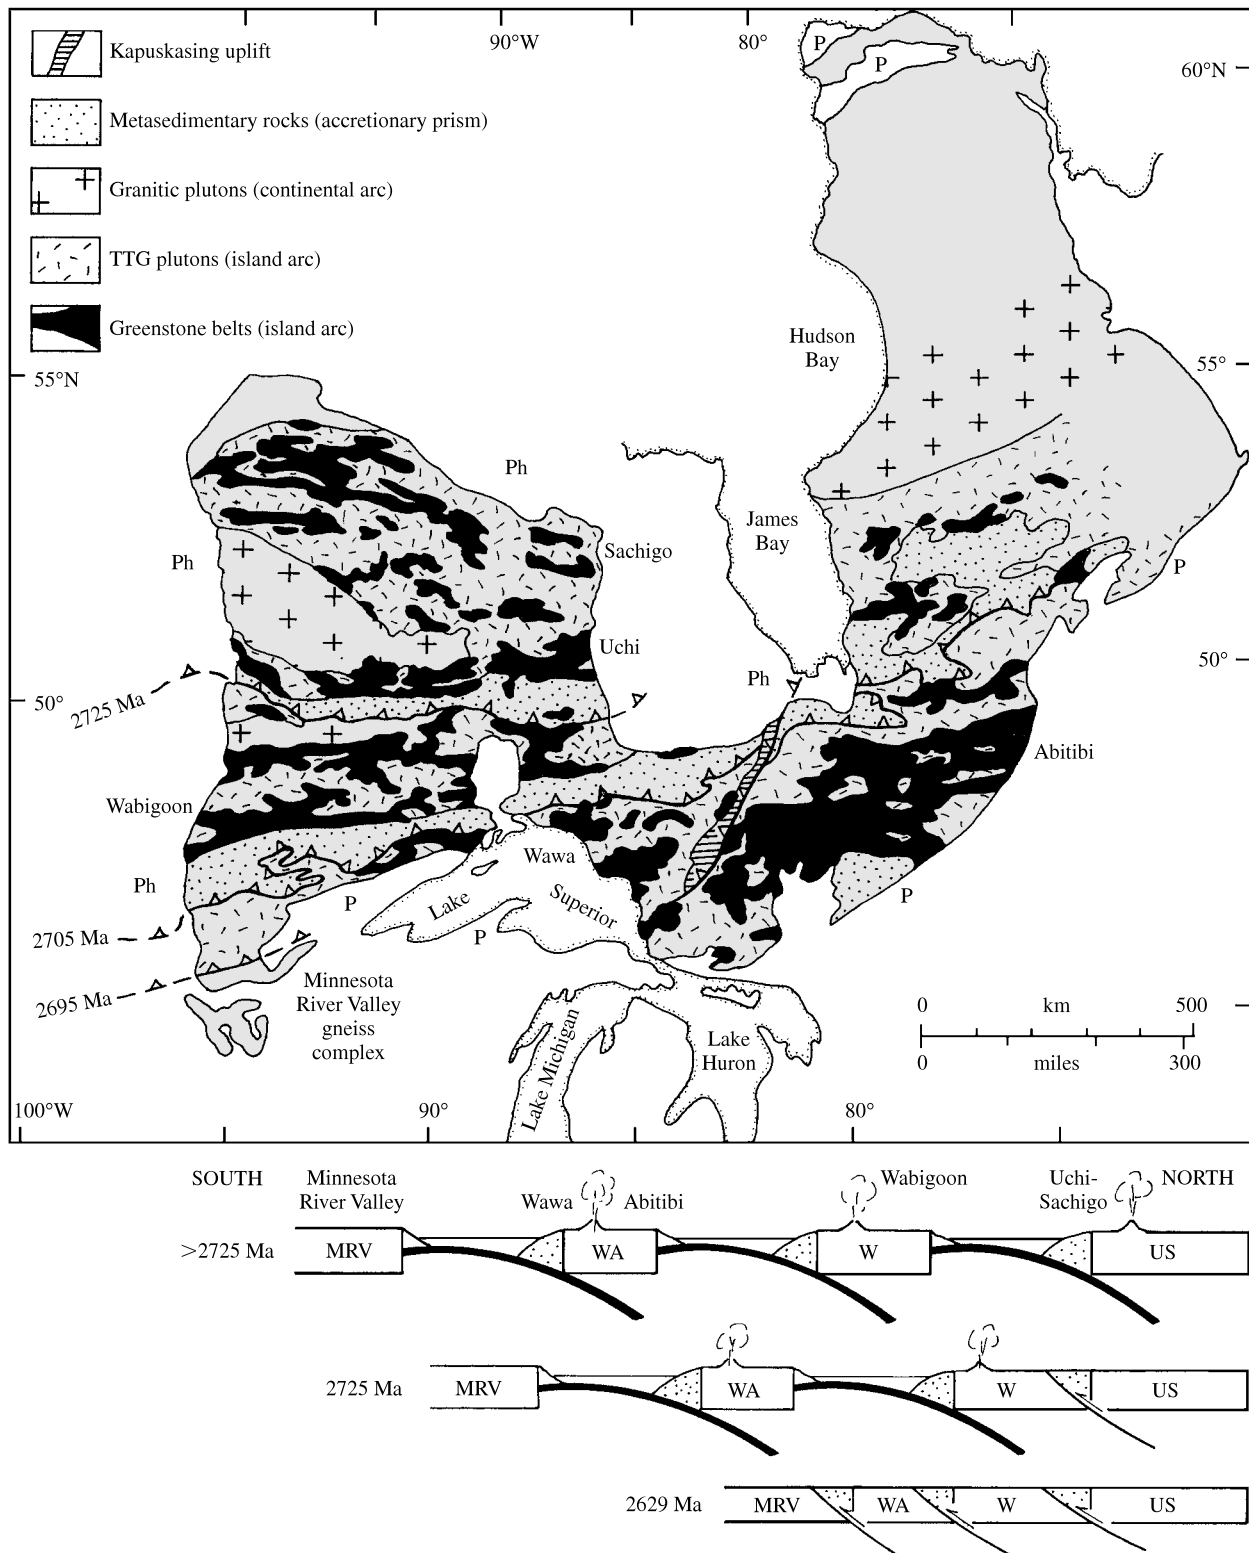 90°W
80°
60°N
P
P
Kapuskasing uplift
Metasedimentary rocks (accretionary prism)
Granitic plutons (continental arc)
TTG plutons (island arc)
Greenstone belts (island arc)
Hudson
Bay
55°
55°N
Ph
James
Bay
Sachigo
Ph
P
Uchi
50°
Ph
2725 Ma
50°
Abitibi
Wabigoon
Wawa
Ph
P
Lake
Superior
P
P
2705 Ma
2695 Ma
Minnesota
River Valley
gneiss
complex
0 km 500
0 miles 300
Lake Michigan
Lake
Huron
100°W
90°
80°
SOUTH
Minnesota
River Valley
Wawa
Abitibi
Wabigoon
Uchi-
Sachigo
NORTH
>2725 Ma
MRV
WA
W
US
2725 Ma
MRV
WA
W
US
2629 Ma
MRV
WA
W
US